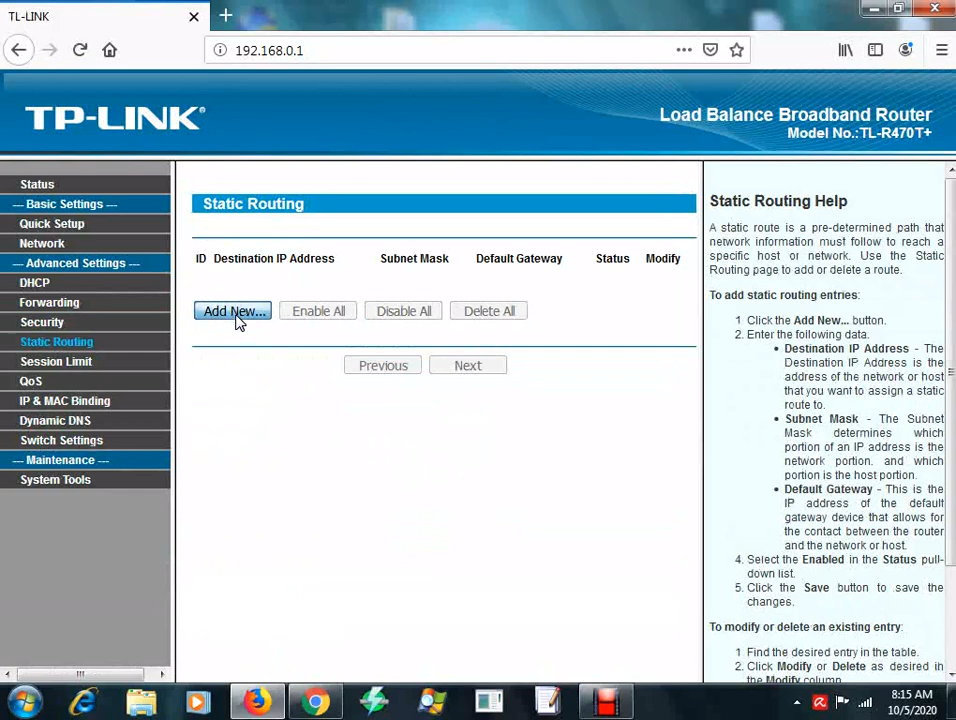 TL-LINK
192.168.0.1
TP-LINK®
Load Balance Broadband Router
Model No.:TL-R470T+
Status
--- Basic Settings ---
Quick Setup
Network
--- Advanced Settings ---
DHCP
Forwarding
Security
Static Routing
Session Limit
QoS
IP & MAC Binding
Dynamic DNS
Switch Settings
--- Maintenance ---
System Tools
Static Routing
ID Destination IP Address Subnet Mask Default Gateway Status Modify
Add New... Enable All Disable All Delete All
Previous Next
Static Routing Help
A static route is a pre-determined path that
network information must follow to reach a
specific host or network. Use the Static
Routing page to add or delete a route.
To add static routing entries:
1. Click the Add New... button.
2. Enter the following data.
• Destination IP Address - The
Destination IP Address is the
address of the network or host
that you want to assign a static
route to.
• Subnet Mask - The Subnet
Mask determines which
portion of an IP address is the
network portion. and which
portion is the host portion.
• Default Gateway - This is the
IP address of the default
gateway device that allows for
the contact between the router
and the network or host.
4. Select the Enabled in the Status pull-
down list.
5. Click the Save button to save the
changes.
To modify or delete an existing entry:
1. Find the desired entry in the table.
2. Click Modify or Delete as desired in
the Modify column.
8:15 AM
10/5/2020